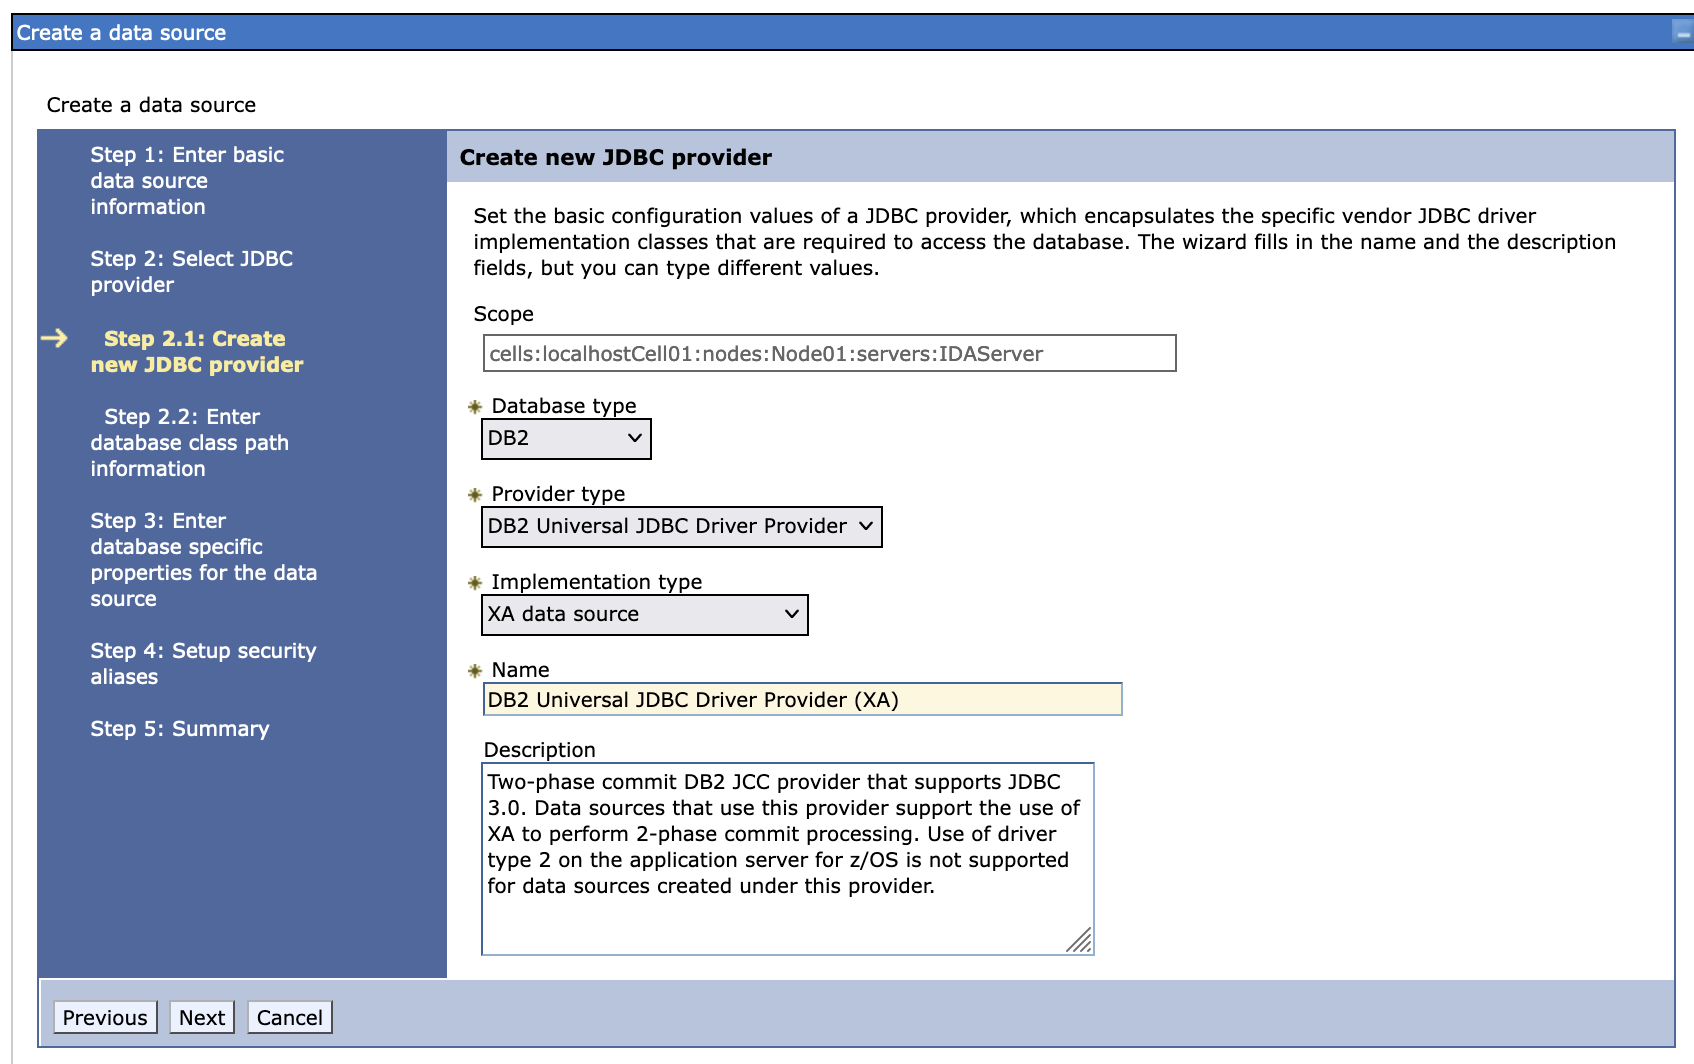 Create a data source
Create a data source
Step 1: Enter basic
data source
information
Step 2: Select JDBC
provider
Step 2.1: Create
new JDBC provider
Step 2.2: Enter
database class path
information
Step 3: Enter
database specific
properties for the data
source
Step 4: Setup security
aliases
Step 5: Summary
Create new JDBC provider
Set the basic configuration values of a JDBC provider, which encapsulates the specific vendor JDBC driver
implementation classes that are required to access the database. The wizard fills in the name and the description
fields, but you can type different values.
Scope
cells:localhostCell01:nodes:Node01:servers:IDAServer
Database type
DB2
Provider type
DB2 Universal JDBC Driver Provider
Implementation type
XA data source
Name
DB2 Universal JDBC Driver Provider (XA)
Description
Two-phase commit DB2 JCC provider that supports JDBC
3.0. Data sources that use this provider support the use of
XA to perform 2-phase commit processing. Use of driver
type 2 on the application server for z/OS is not supported
for data sources created under this provider.
Previous
Next
Cancel